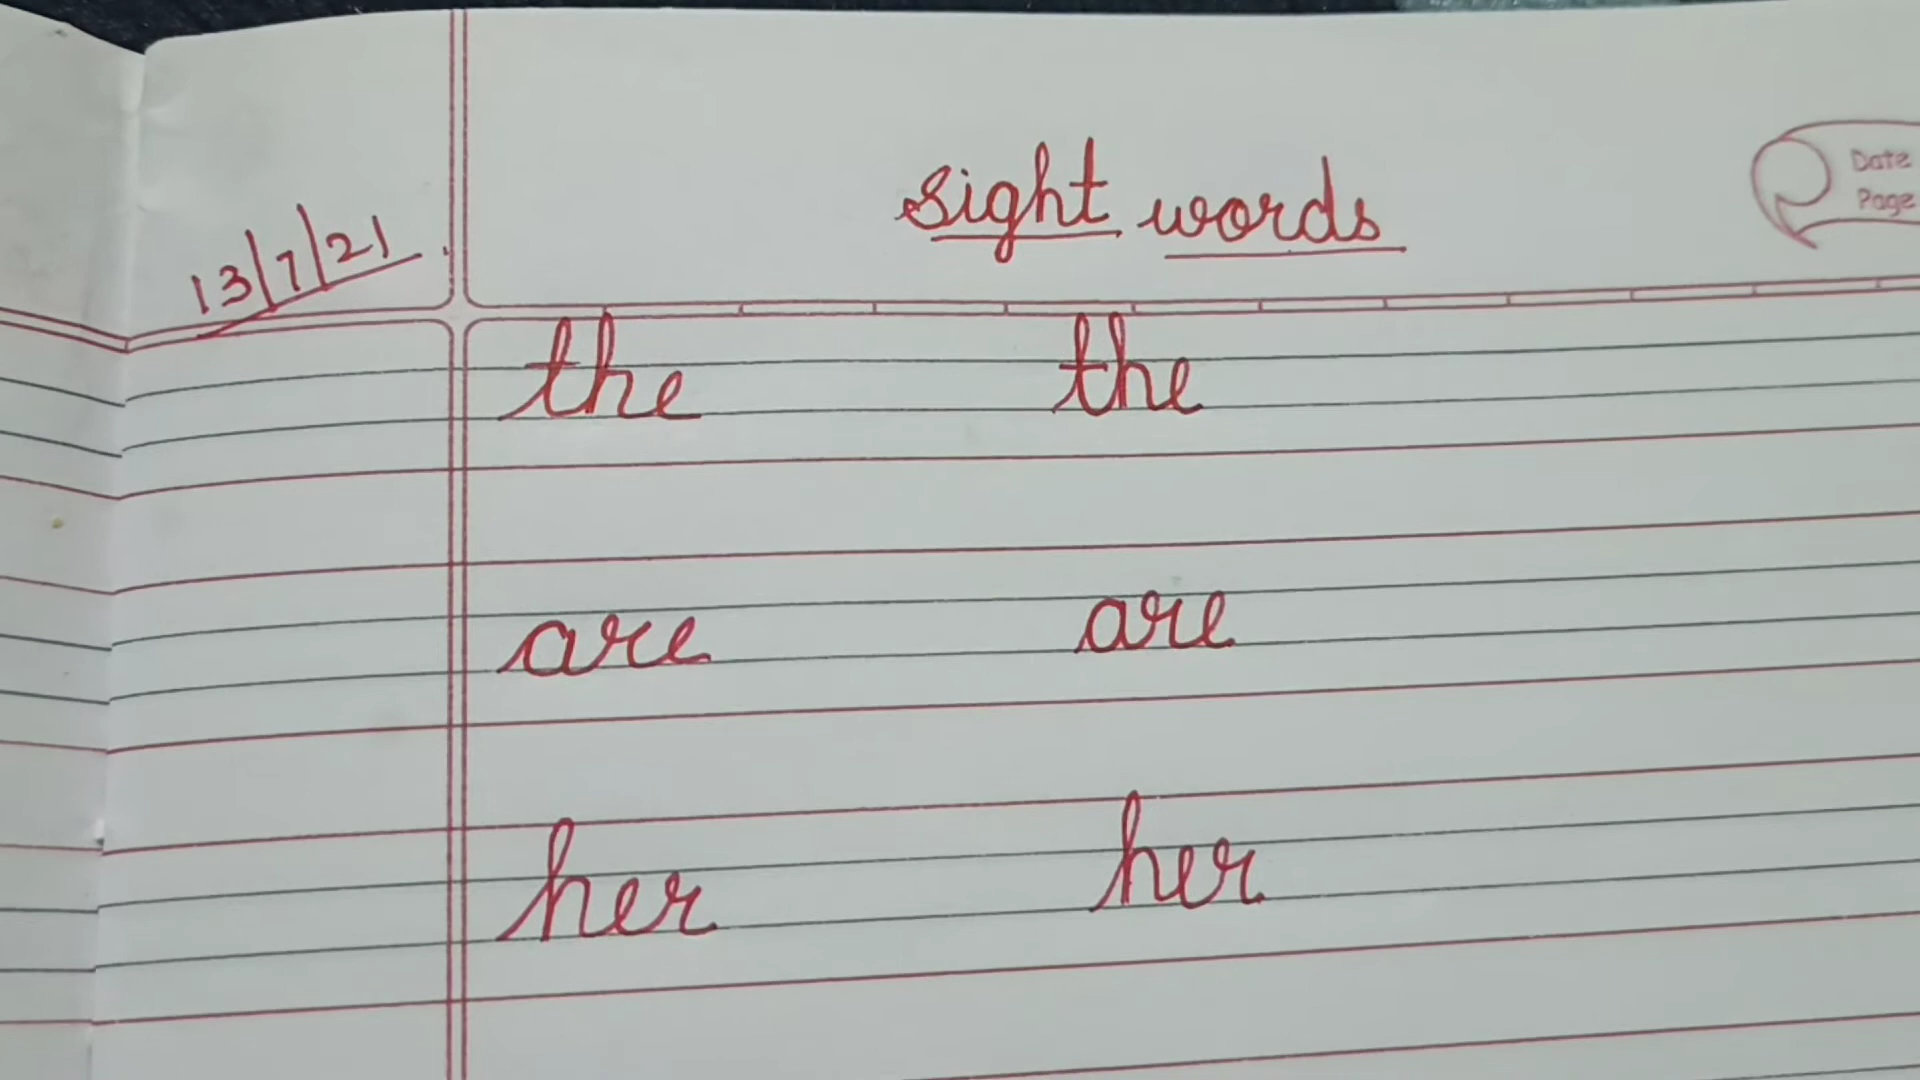 sight words
Date
Page
13/7/21
the the
are are
her her